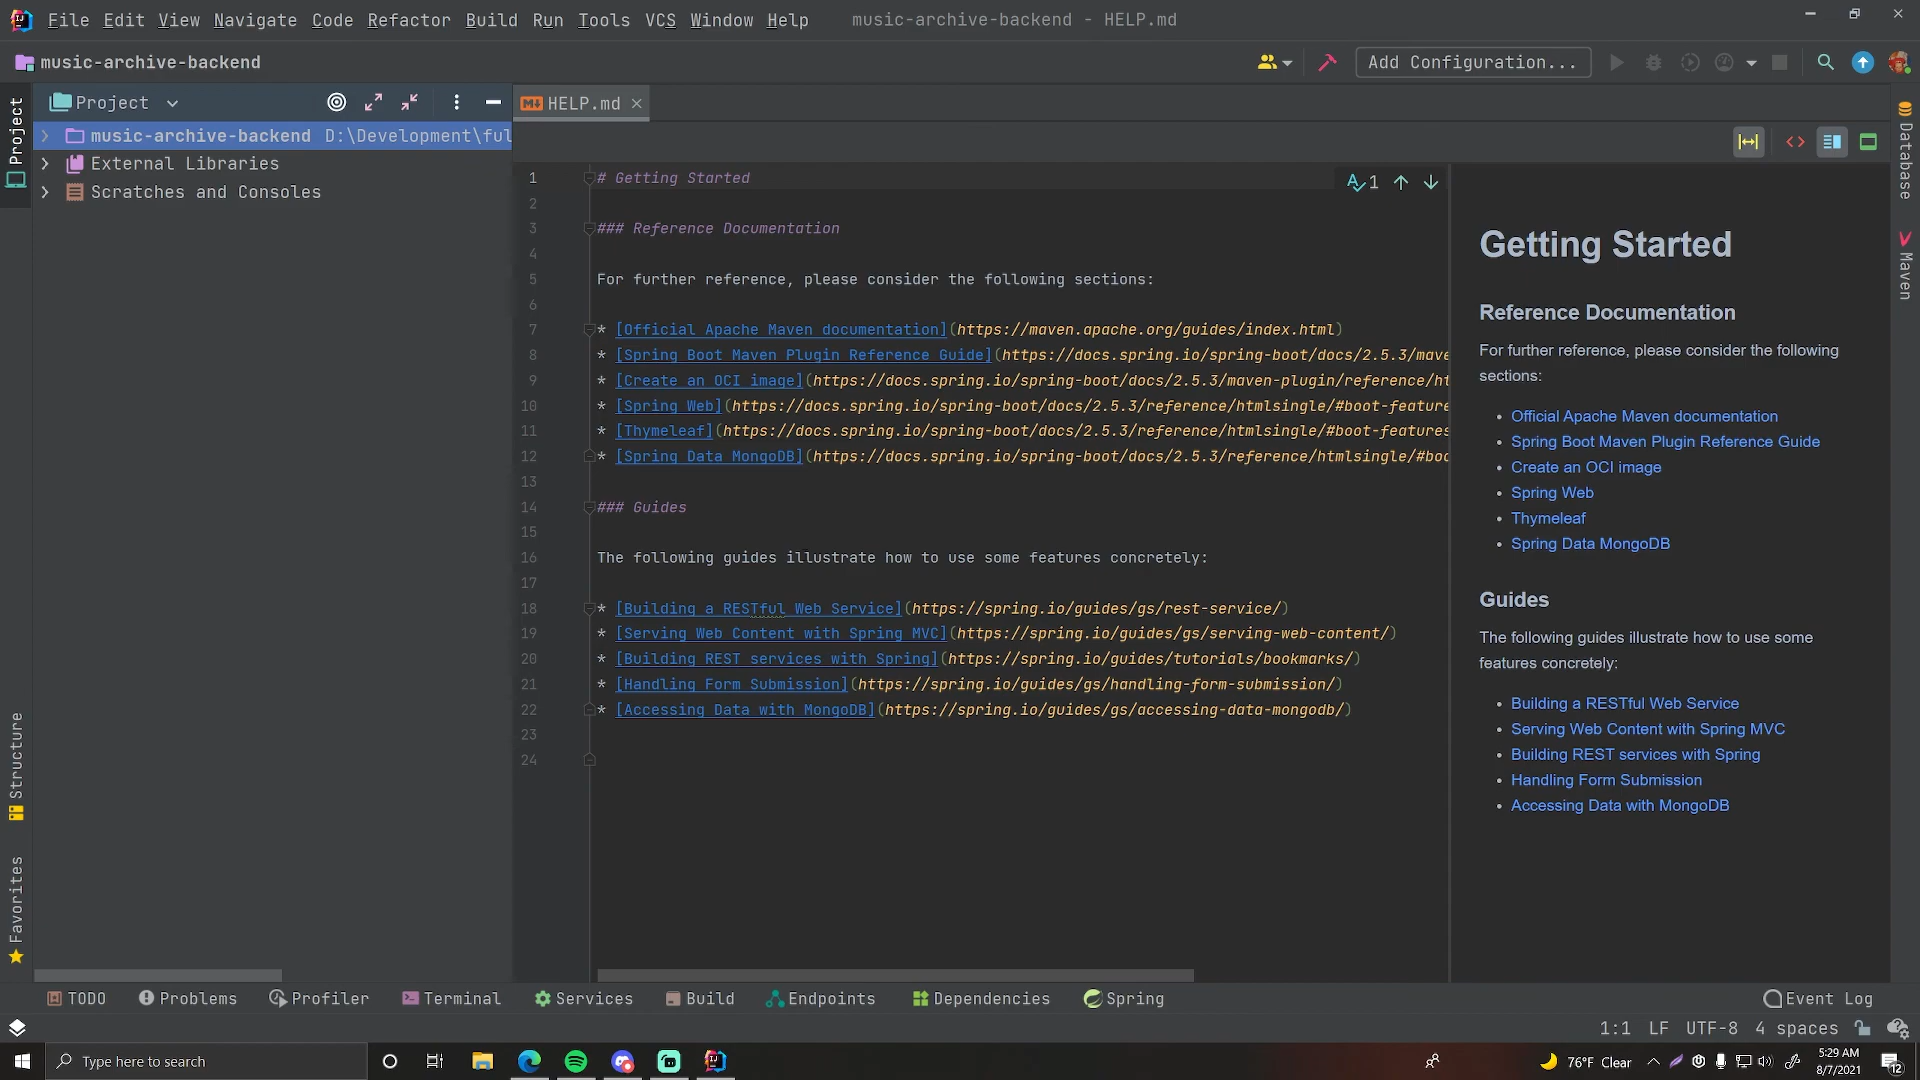 File Edit View Navigate Code Refactor Build Run Tools VCS Window Help music-archive-backend - HELP.md
music-archive-backend Add Configuration...
Project
HELP.md
music-archive-backend D:\Development\ful
External Libraries
Scratches and Consoles
Project
Structure
Favorites
1 # Getting Started
2
3 ### Reference Documentation
4
5 For further reference, please consider the following sections:
6
7 * [Official Apache Maven documentation](https://maven.apache.org/guides/index.html)
8 * [Spring Boot Maven Plugin Reference Guide](https://docs.spring.io/spring-boot/docs/2.5.3/mave
9 * [Create an OCI image](https://docs.spring.io/spring-boot/docs/2.5.3/maven-plugin/reference/ht
10 * [Spring Web](https://docs.spring.io/spring-boot/docs/2.5.3/reference/htmlsingle/#boot-feature
11 * [Thymeleaf](https://docs.spring.io/spring-boot/docs/2.5.3/reference/htmlsingle/#boot-features
12 * [Spring Data MongoDB](https://docs.spring.io/spring-boot/docs/2.5.3/reference/htmlsingle/#boo
13
14 ### Guides
15
16 The following guides illustrate how to use some features concretely:
17
18 * [Building a RESTful Web Service](https://spring.io/guides/gs/rest-service/)
19 * [Serving Web Content with Spring MVC](https://spring.io/guides/gs/serving-web-content/)
20 * [Building REST services with Spring](https://spring.io/guides/tutorials/bookmarks/)
21 * [Handling Form Submission](https://spring.io/guides/gs/handling-form-submission/)
22 * [Accessing Data with MongoDB](https://spring.io/guides/gs/accessing-data-mongodb/)
23
24
1
Getting Started
Reference Documentation
For further reference, please consider the following
sections:
• Official Apache Maven documentation
• Spring Boot Maven Plugin Reference Guide
• Create an OCI image
• Spring Web
• Thymeleaf
• Spring Data MongoDB
Guides
The following guides illustrate how to use some
features concretely:
• Building a RESTful Web Service
• Serving Web Content with Spring MVC
• Building REST services with Spring
• Handling Form Submission
• Accessing Data with MongoDB
Database
Maven
TODO Problems Profiler Terminal Services Build Endpoints Dependencies Spring Event Log
1:1 LF UTF-8 4 spaces
Type here to search 76°F Clear 5:29 AM
8/7/2021
12